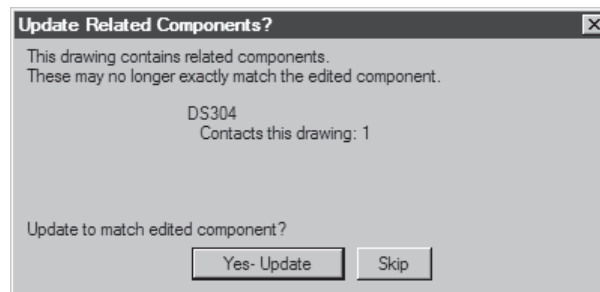 Update Related Components?
This drawing contains related components.
These may no longer exactly match the edited component.
DS304
Contacts this drawing: 1
Update to match edited component?
Yes- Update
Skip